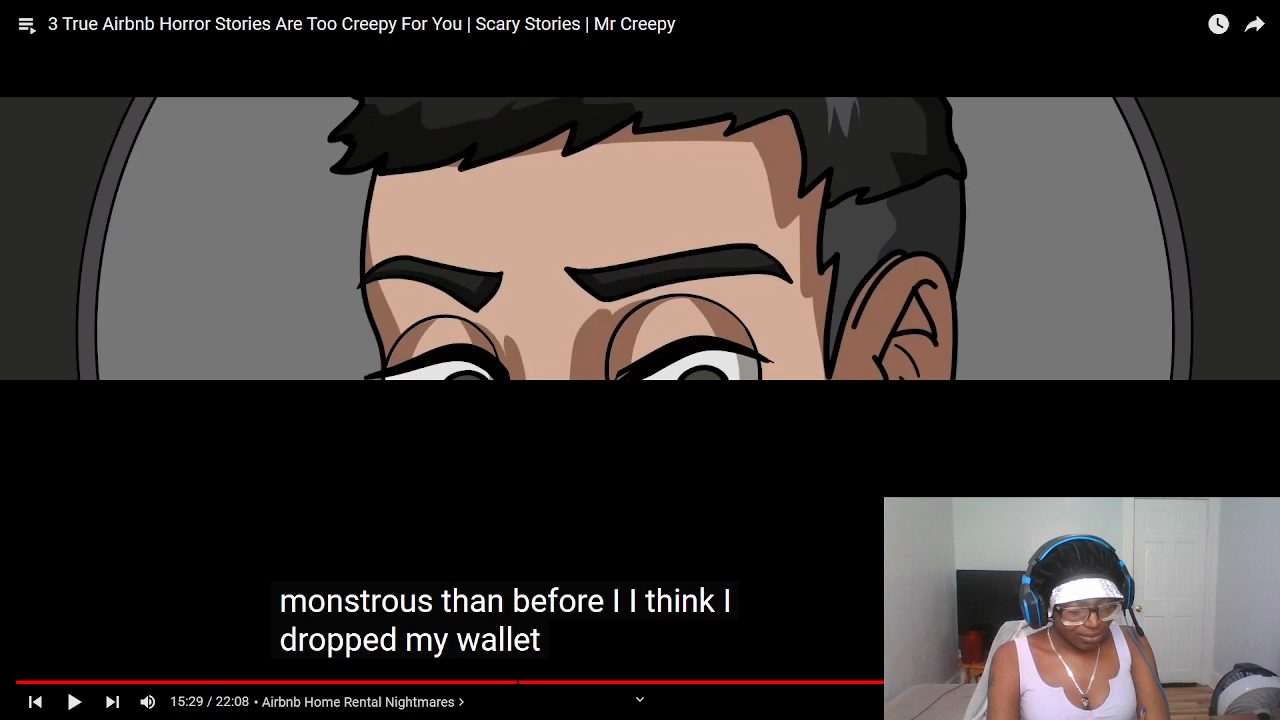 3 True Airbnb Horror Stories Are Too Creepy For You | Scary Stories | Mr Creepy
monstrous than before I I think I
dropped my wallet
15:29 / 22:08 • Airbnb Home Rental Nightmares >